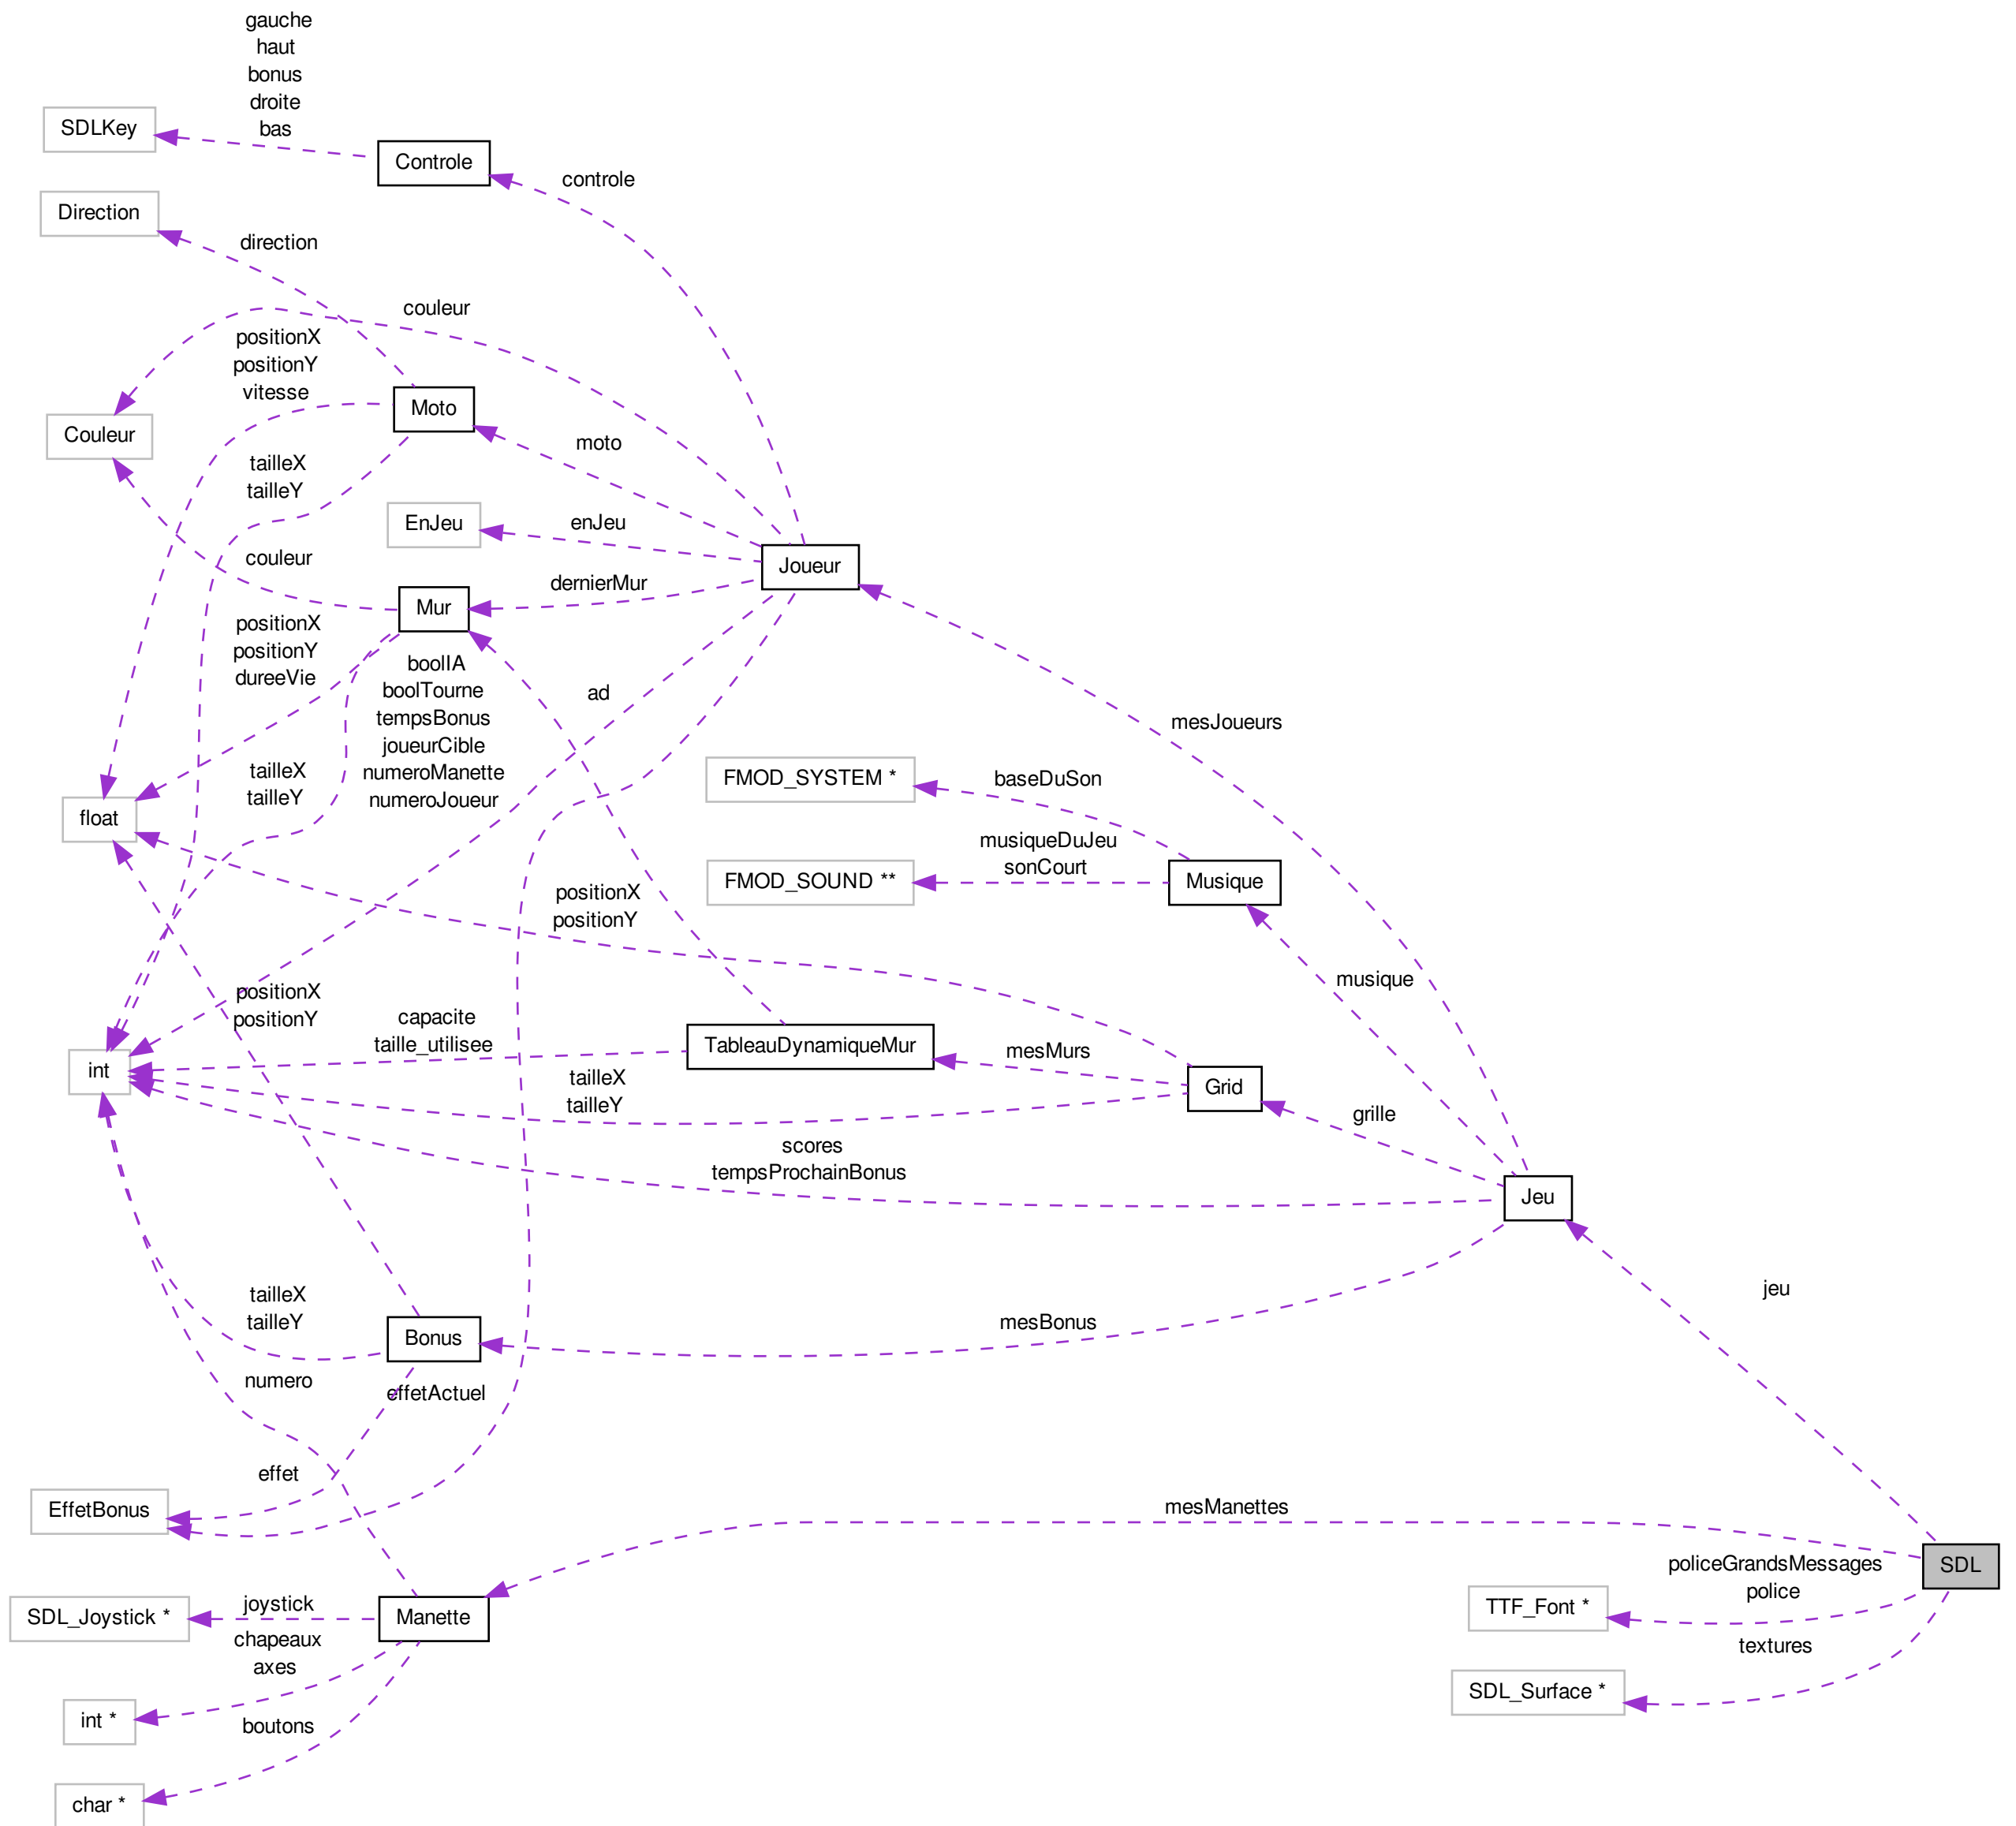 gauche
haut
bonus
droite
bas
SDLKey
Controle
controle
Direction
direction
couleur
positionX
positionY
vitesse
Moto
Couleur
moto
tailleX
tailleY
EnJeu
enJeu
couleur
Joueur
dernierMur
Mur
positionX
positionY
dureeVie
boolIA
boolTourne
tempsBonus
joueurCible
numeroManette
numeroJoueur
ad
mesJoueurs
tailleX
tailleY
FMOD_SYSTEM *
baseDuSon
float
musiqueDuJeu
sonCourt
FMOD_SOUND **
Musique
positionX
positionY
musique
positionX
positionY
capacite
taille_utilisee
TableauDynamiqueMur
mesMurs
int
tailleX
tailleY
Grid
grille
scores
tempsProchainBonus
Jeu
jeu
tailleX
tailleY
Bonus
mesBonus
numero
effetActuel
effet
EffetBonus
mesManettes
SDL
policeGrandsMessages
police
TTF_Font *
joystick
SDL_Joystick *
Manette
chapeaux
axes
textures
SDL_Surface *
int *
boutons
char *